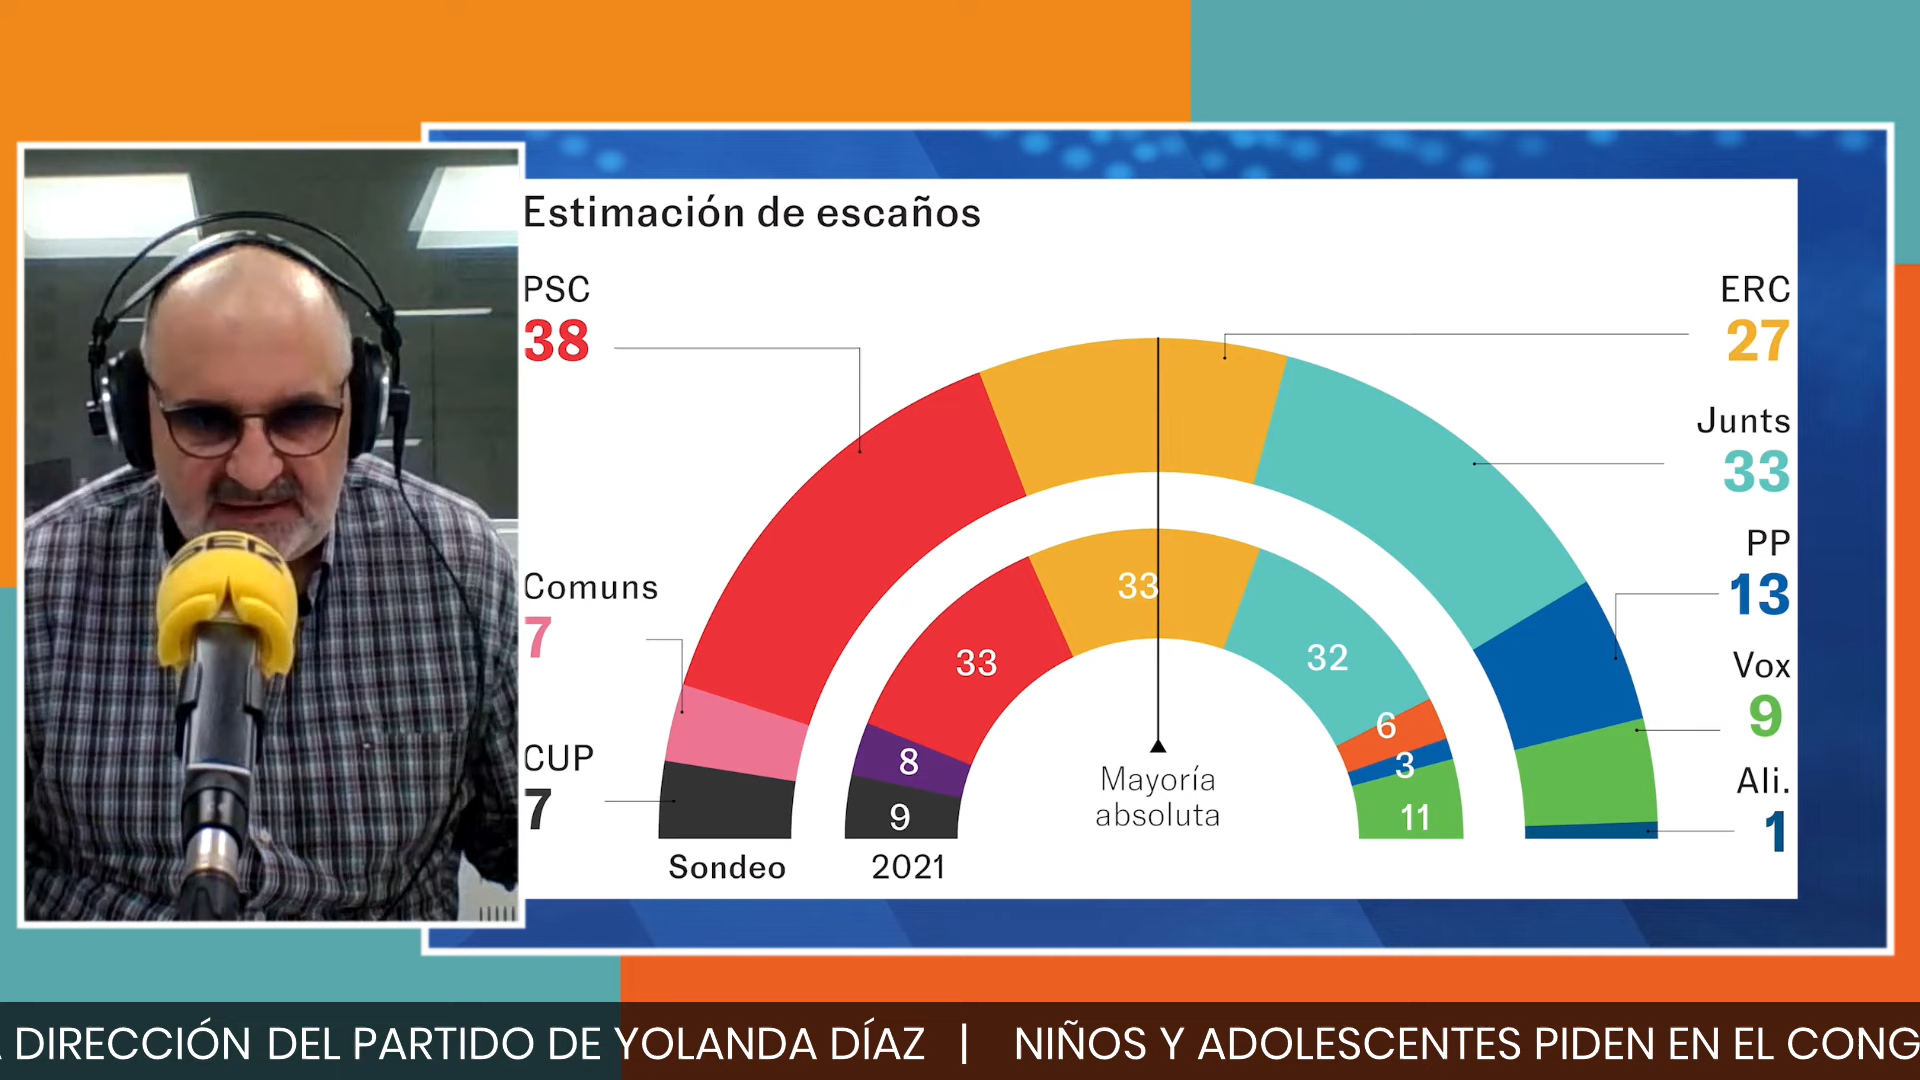 Estimación de escaños
PSC
38
ERC
27
Junts
33
PP
13
Comuns
7
Vox
9
CUP
7
Ali.
1
33
33
32
8
6
3
9
11
Mayoría
absoluta
Sondeo
2021
SER
DIRECCIÓN DEL PARTIDO DE YOLANDA DÍAZ | NIÑOS Y ADOLESCENTES PIDEN EN EL CONG